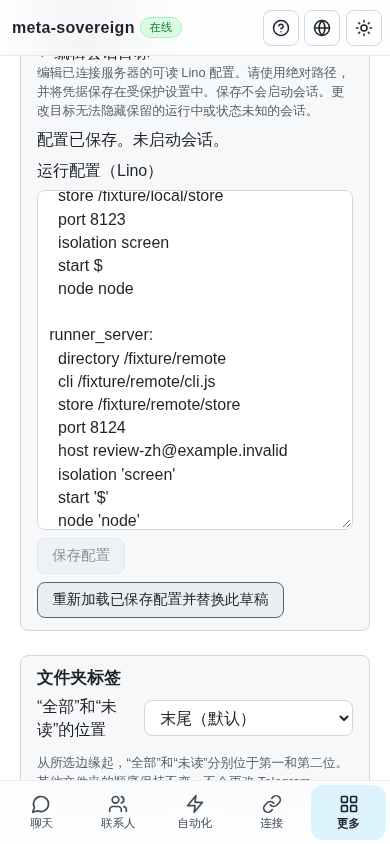 meta-sovereign 在线
编辑已连接服务器的可读 Lino 配置。请使用绝对路径，
并将凭据保存在受保护设置中。保存不会启动会话。更
改目标无法隐藏保留的运行中或状态未知的会话。
配置已保存。未启动会话。
运行配置（Lino）
store /fixture/local/store
port 8123
isolation screen
start $
node node
runner_server:
directory /fixture/remote
cli /fixture/remote/cli.js
store /fixture/remote/store
port 8124
host review-zh@example.invalid
isolation 'screen'
start '$'
node 'node'
保存配置
重新加载已保存配置并替换此草稿
文件夹标签
“全部”和“未
读”的位置
末尾（默认）
从所选边缘起，“全部”和“未读”分别位于第一和第二位。
聊天 联系人 自动化 连接 更多